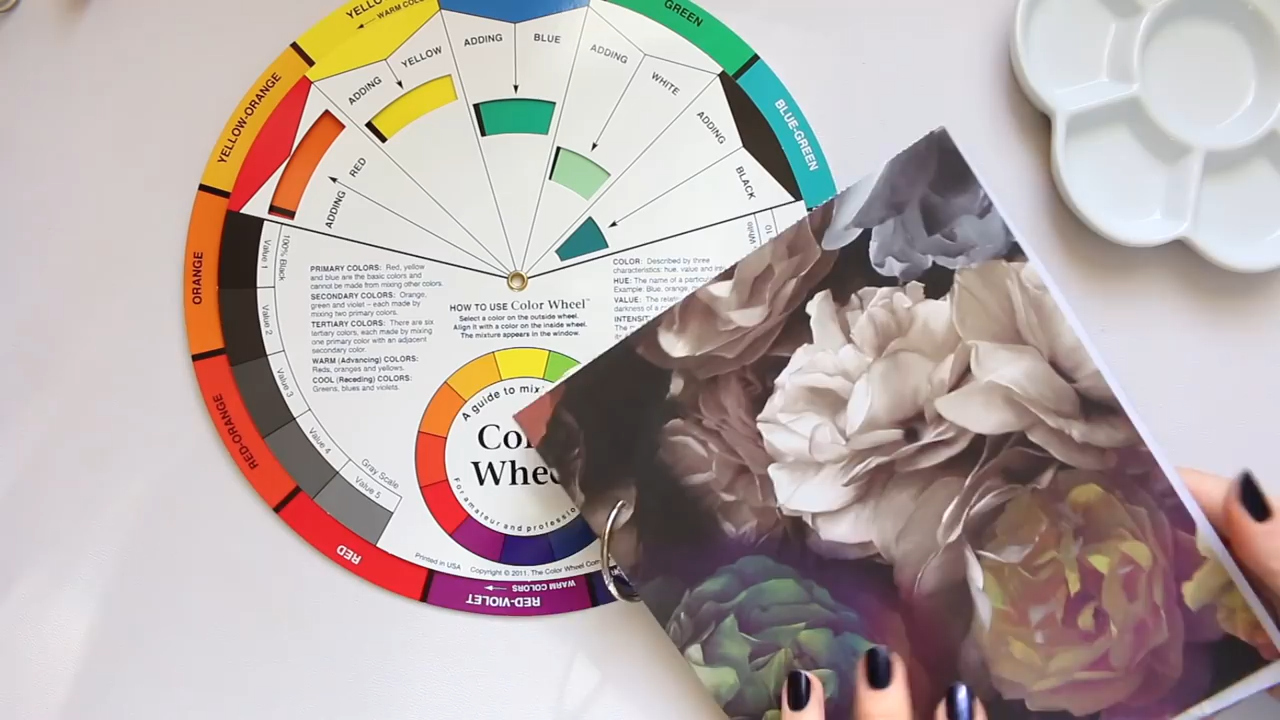 YELLOW
WARM COL
GREEN
BLUE-GREEN
YELLOW-ORANGE
ORANGE
RED-ORANGE
RED
RED-VIOLET
WARM COLORS
ADDING RED
ADDING YELLOW
ADDING BLUE
ADDING WHITE
ADDING BLACK
100% Black
Value 1
Value 2
Value 3
Value 4
Value 5
Gray Scale
10
White
PRIMARY COLORS: Red, yellow
and blue are the basic colors and
cannot be made from mixing other colors.
SECONDARY COLORS: Orange,
green and violet – each made by
mixing two primary colors.
TERTIARY COLORS: There are six
tertiary colors, each made by mixing
one primary color with an adjacent
secondary color.
WARM (Advancing) COLORS:
Reds, oranges and yellows.
COOL (Receding) COLORS:
Greens, blues and violets.
HOW TO USE Color Wheel™
Select a color on the outside wheel.
Align it with a color on the inside wheel.
The mixture appears in the window.
COLOR: Described by three
characteristics: hue, value and
HUE: The name of a
Example: Blue, orange,
VALUE: The
darkness of a
INTENSIT
A guide to mix
Col
Whee
For amateur and professio
Printed in USA
Copyright © 2011. The Color Wheel Com